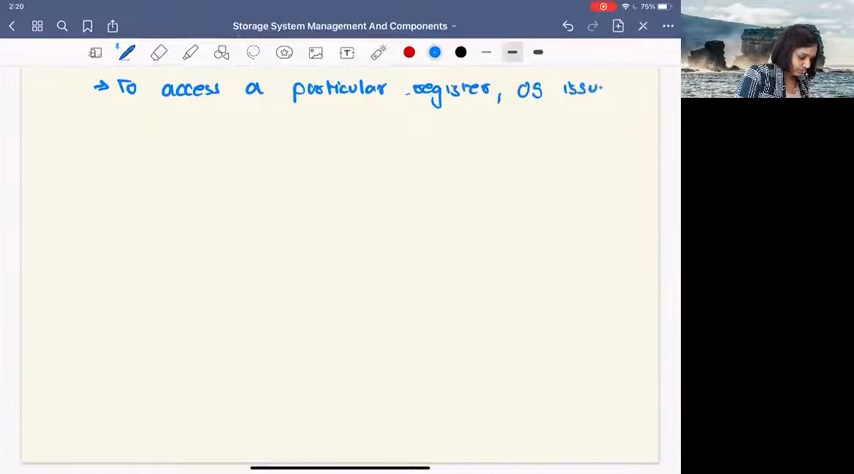 2:20
75%
Storage System Management And Components
→ To access a particular register, OS issu